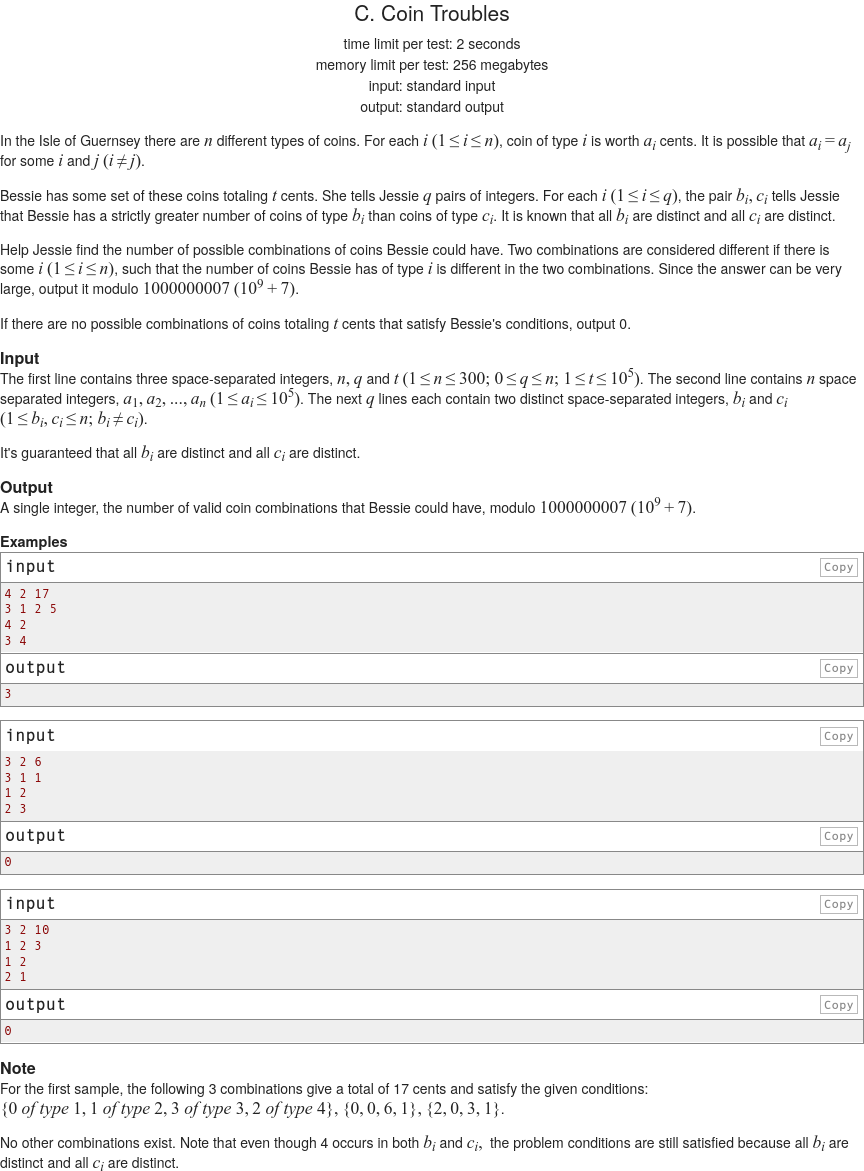 C. Coin Troubles
time limit per test: 2 seconds
memory limit per test: 256 megabytes
input: standard input
output: standard output
In the Isle of Guernsey there are n different types of coins. For each i (1 ≤ i ≤ n), coin of type i is worth a_i cents. It is possible that a_i = a_j
for some i and j (i ≠ j).
Bessie has some set of these coins totaling t cents. She tells Jessie q pairs of integers. For each i (1 ≤ i ≤ q), the pair b_i, c_i tells Jessie
that Bessie has a strictly greater number of coins of type b_i than coins of type c_i. It is known that all b_i are distinct and all c_i are distinct.
Help Jessie find the number of possible combinations of coins Bessie could have. Two combinations are considered different if there is
some i (1 ≤ i ≤ n), such that the number of coins Bessie has of type i is different in the two combinations. Since the answer can be very
large, output it modulo 1000000007 (10^9 + 7).
If there are no possible combinations of coins totaling t cents that satisfy Bessie's conditions, output 0.
Input
The first line contains three space-separated integers, n, q and t (1 ≤ n ≤ 300; 0 ≤ q ≤ n; 1 ≤ t ≤ 10^5). The second line contains n space
separated integers, a_1, a_2, ..., a_n (1 ≤ a_i ≤ 10^5). The next q lines each contain two distinct space-separated integers, b_i and c_i
(1 ≤ b_i, c_i ≤ n; b_i ≠ c_i).
It's guaranteed that all b_i are distinct and all c_i are distinct.
Output
A single integer, the number of valid coin combinations that Bessie could have, modulo 1000000007 (10^9 + 7).
Examples
input Copy
4 2 17
3 1 2 5
4 2
3 4
output Copy
3
input Copy
3 2 6
3 1 1
1 2
2 3
output Copy
0
input Copy
3 2 10
1 2 3
1 2
2 1
output Copy
0
Note
For the first sample, the following 3 combinations give a total of 17 cents and satisfy the given conditions:
{0 of type 1, 1 of type 2, 3 of type 3, 2 of type 4}, {0, 0, 6, 1}, {2, 0, 3, 1}.
No other combinations exist. Note that even though 4 occurs in both b_i and c_i, the problem conditions are still satisfied because all b_i are
distinct and all c_i are distinct.